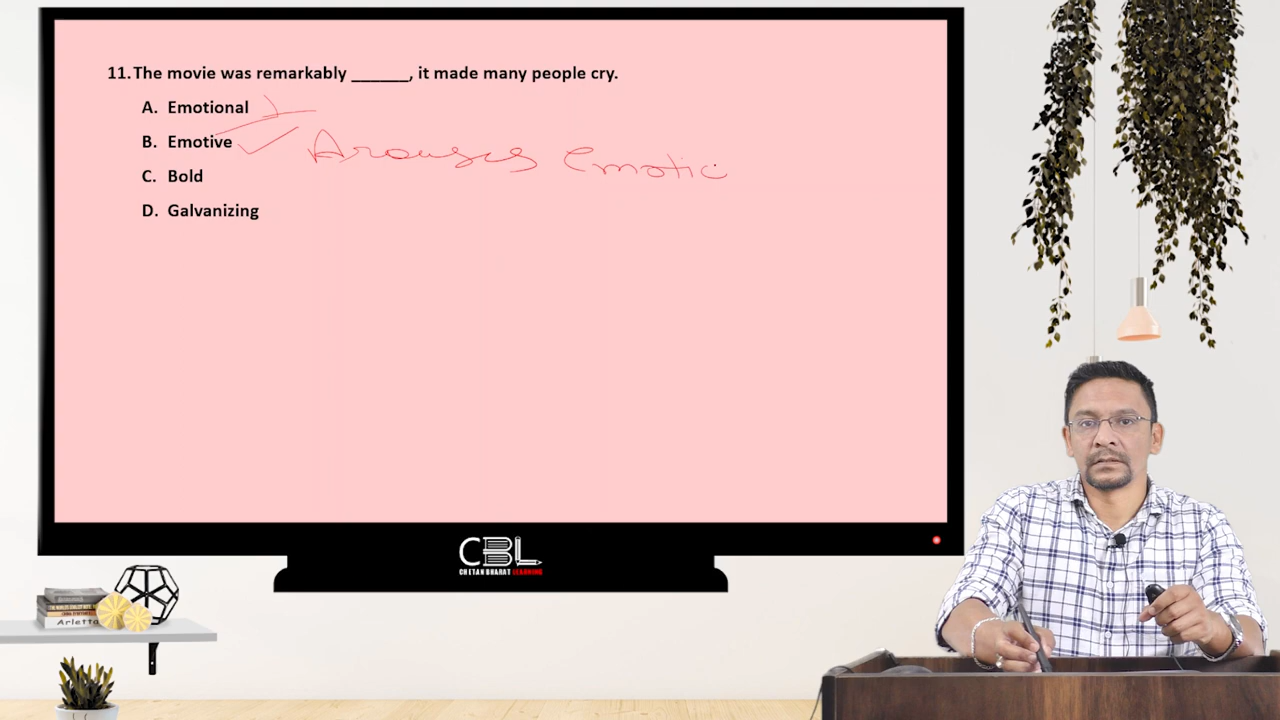 11. The movie was remarkably ______, it made many people cry.
A. Emotional
B. Emotive
Arouses Emotic
C. Bold
D. Galvanizing
CBL
CHETAN BHARAT LEARNING
Arletta